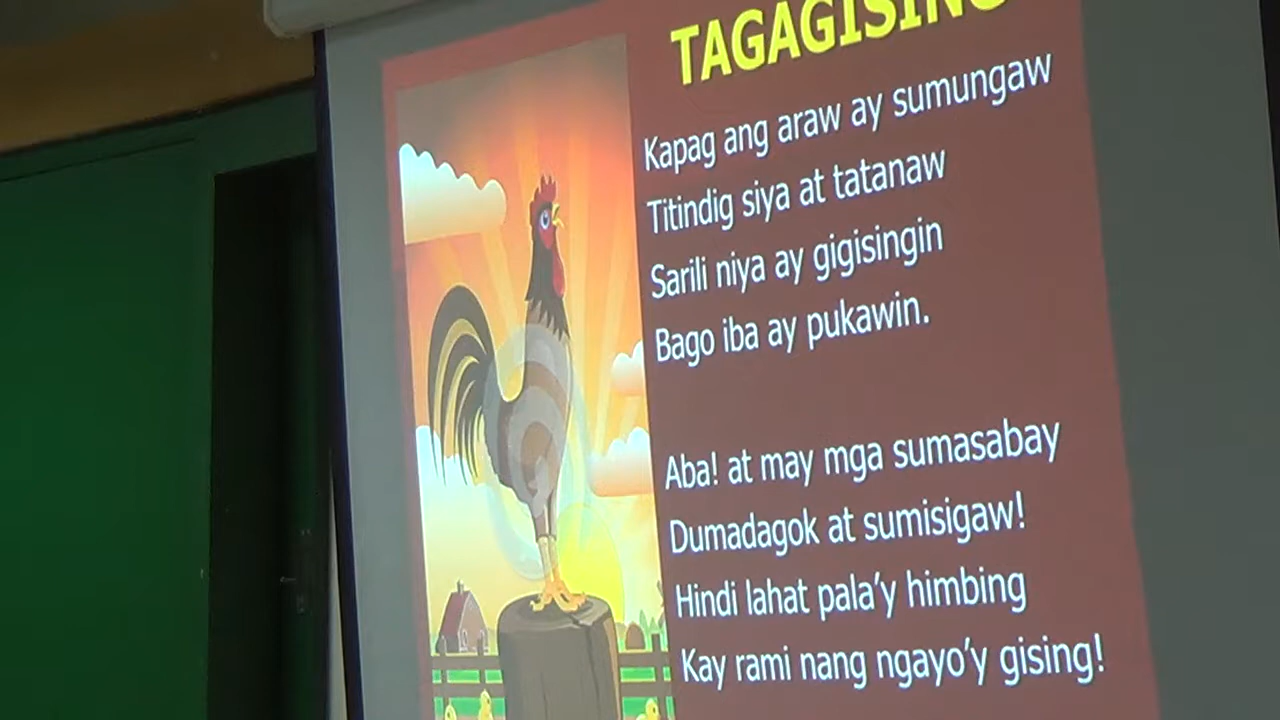 TAGAGISING
Kapag ang araw ay sumungaw
Titindig siya at tatanaw
Sarili niya ay gigisingin
Bago iba ay pukawin.
Aba! at may mga sumasabay
Dumadagok at sumisigaw!
Hindi lahat pala'y himbing
Kay rami nang ngayo'y gising!